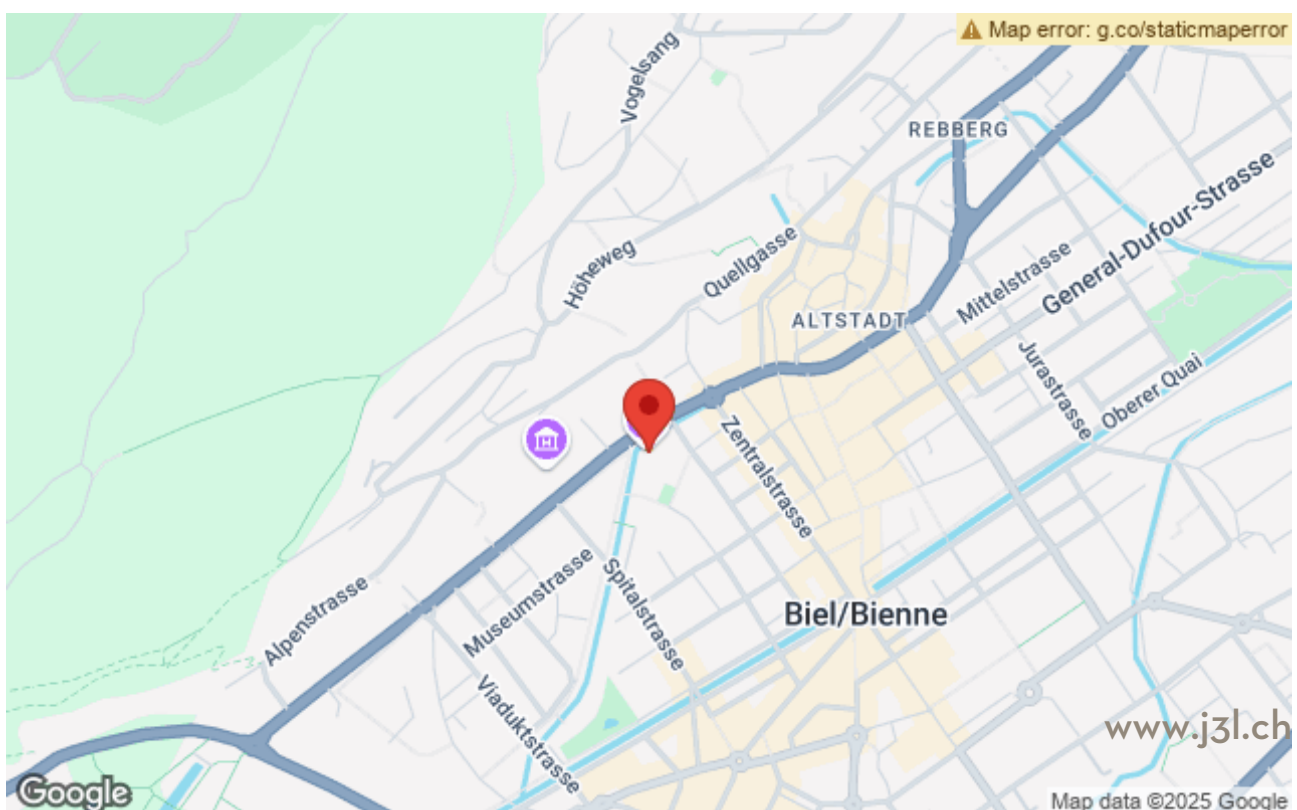 ⚠ Map error: g.co/staticmaperror
Vogelsang
REBBERG
General-Dufour-Strasse
Höheweg
Quellgasse
Mittelstrasse
ALTSTADT
Jurastrasse
Oberer Quai
Zentralstrasse
Museumstrasse
Spitalstrasse
Alpenstrasse
Biel/Bienne
Viaduktstrasse
www.j3l.ch
Google
Map data ©2025 Google